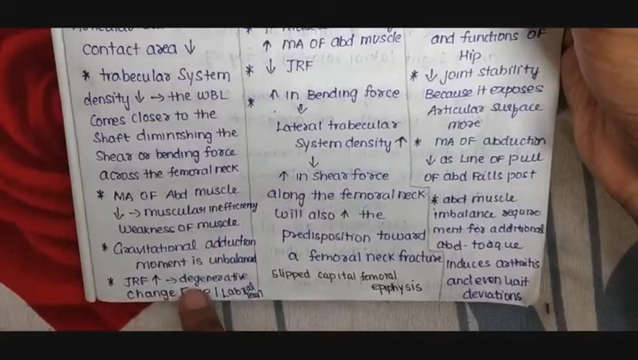 contact area ↓
* trabecular System
density ↓ → the WBL
Comes closer to the
Shaft diminishing the
Shear or bending force
across the femoral neck
* MA OF Abd muscle
↓ → muscular inefficiency
Weakness OF muscle
* Gravitational adduction
moment is unbalanced
* JRF ↑ → degenerative
change
↑ MA OF abd muscle
* ↓ JRF
* ↑ in Bending force
↓
Lateral trabecular
System density ↑
↓
↑ in Shear force
along the femoral neck
Will also ↑ the
predisposition toward
a femoral neck fracture
Slipped capital femoral
epphysis
and functions OF
Hip
* ↓ joint stability
Because it exposes
Articular Surface
more
* MA OF abduction
↓ as Line OF pull
OF abd Falls post
* abd muscle
imbalance require
ment for additional
abd-torque
Induces arthraits
and even
deviations